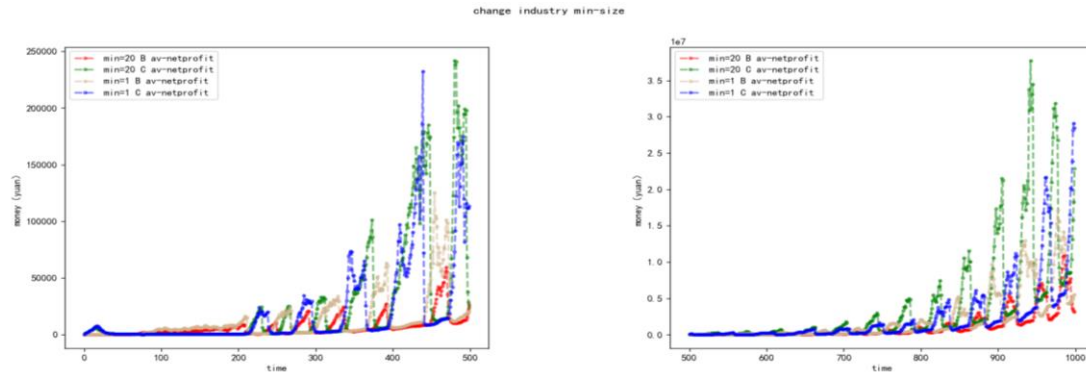 change industry min-size
250000
200000
150000
100000
50000
0
money (yuan)
min=20 B av-netprofit
min=20 C av-netprofit
min=1 B av-netprofit
min=1 C av-netprofit
0 100 200 300 400 500
time
1e7
3.5
3.0
2.5
2.0
1.5
1.0
0.5
0.0
money (yuan)
min=20 B av-netprofit
min=20 C av-netprofit
min=1 B av-netprofit
min=1 C av-netprofit
500 600 700 800 900 1000
time